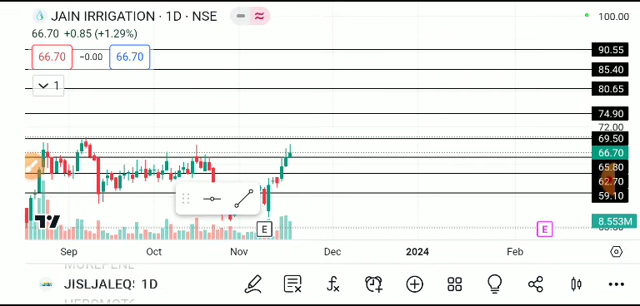 JAIN IRRIGATION · 1D · NSE
66.70 +0.85 (+1.29%)
66.70 −0.00 66.70
1
100.00
90.55
85.40
80.65
74.90
72.00
69.50
66.70
65.80
62.70
59.10
8.553M
E
E
Sep Oct Nov Dec 2024 Feb
JISLJALEQS 1D